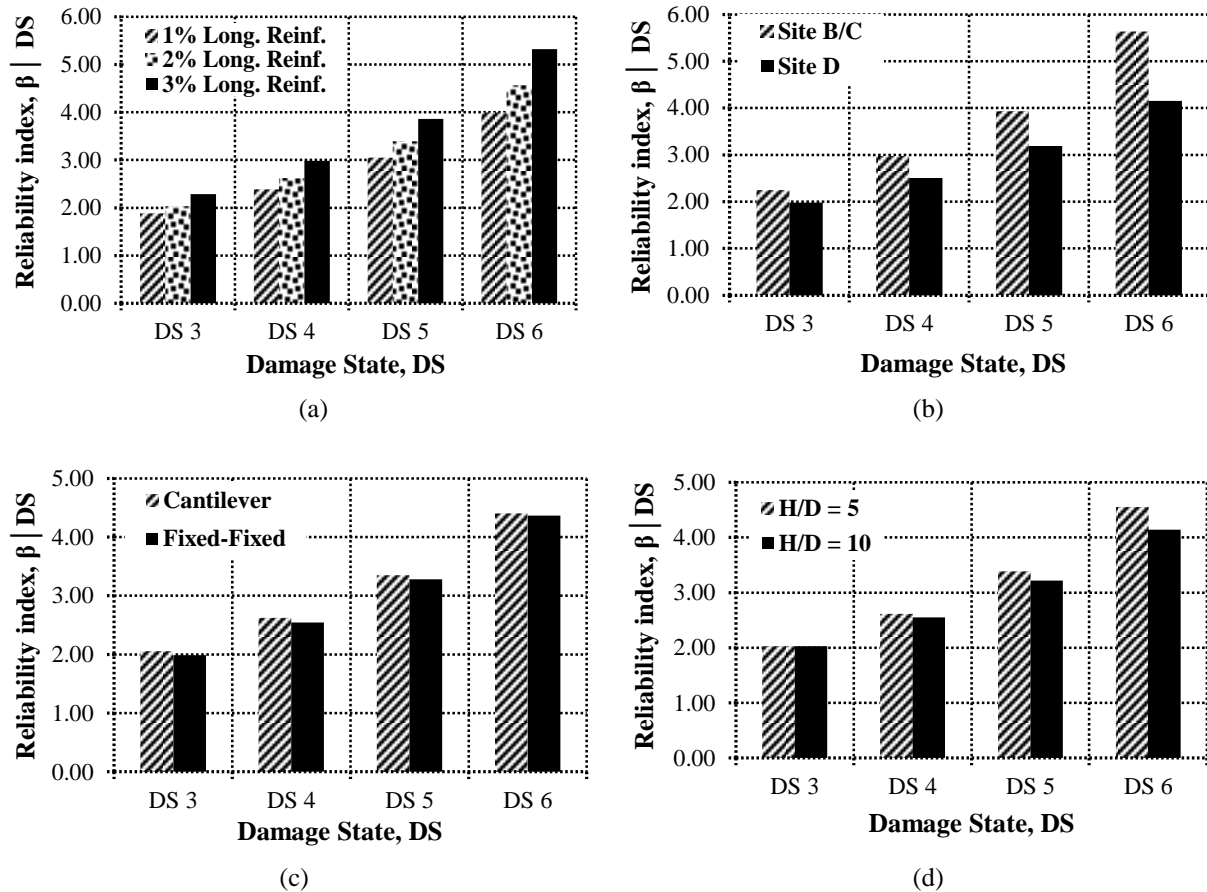 Reliability index, β | DS
6.00
5.00
4.00
3.00
2.00
1.00
0.00
1% Long. Reinf.
2% Long. Reinf.
3% Long. Reinf.
DS 3
DS 4
DS 5
DS 6
Damage State, DS
(a)
Reliability index, β | DS
6.00
5.00
4.00
3.00
2.00
1.00
0.00
Site B/C
Site D
DS 3
DS 4
DS 5
DS 6
Damage State, DS
(b)
Reliability index, β | DS
5.00
4.00
3.00
2.00
1.00
0.00
Cantilever
Fixed-Fixed
DS 3
DS 4
DS 5
DS 6
Damage State, DS
(c)
Reliability index, β | DS
5.00
4.00
3.00
2.00
1.00
0.00
H/D = 5
H/D = 10
DS 3
DS 4
DS 5
DS 6
Damage State, DS
(d)